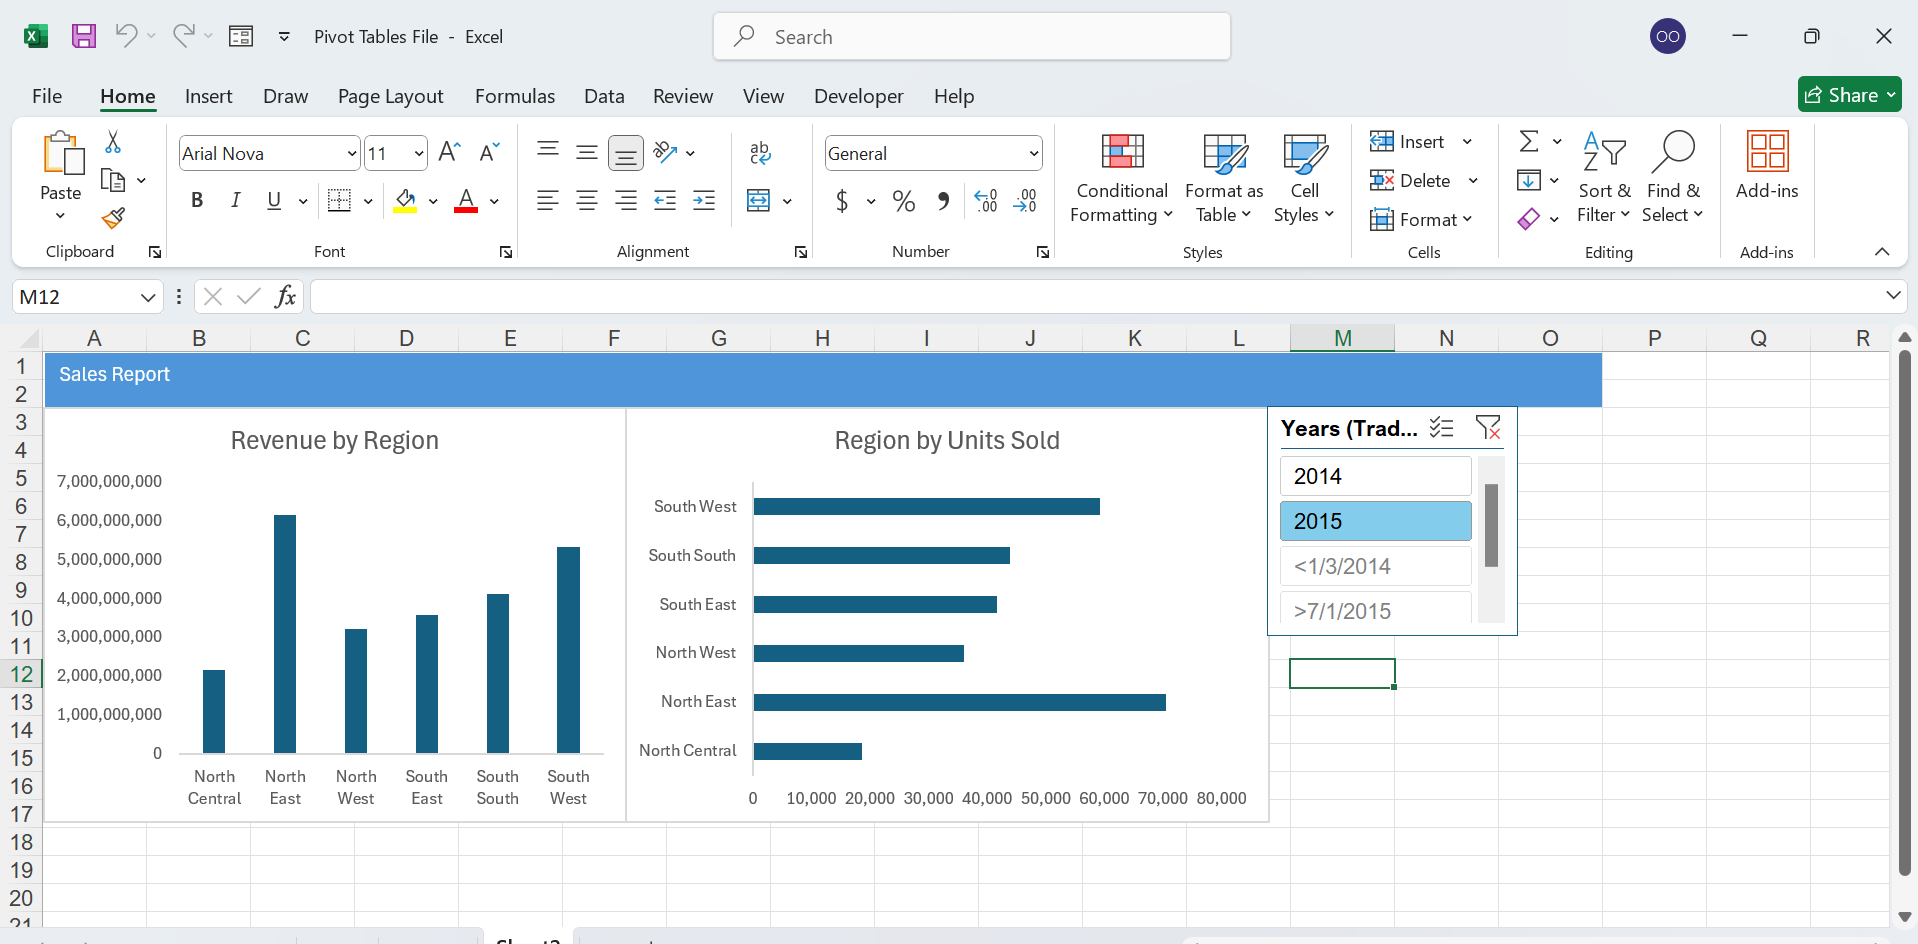 Pivot Tables File - Excel
Search
OO
File Home Insert Draw Page Layout Formulas Data Review View Developer Help
Share
Paste
Clipboard
Arial Nova 11
B I U A
Font
ab
Alignment
General
$ % .00 .00
Number
Conditional Formatting
Format as Table
Cell Styles
Styles
Insert
Delete
Format
Cells
Sort & Filter
Find & Select
Editing
Add-ins
Add-ins
M12
fx
A B C D E F G H I J K L M N O P Q R
1
2
3
4
5
6
7
8
9
10
11
12
13
14
15
16
17
18
19
20
21
Sales Report
Revenue by Region
7,000,000,000
6,000,000,000
5,000,000,000
4,000,000,000
3,000,000,000
2,000,000,000
1,000,000,000
0
North Central
North East
North West
South East
South South
South West
Region by Units Sold
South West
South South
South East
North West
North East
North Central
0 10,000 20,000 30,000 40,000 50,000 60,000 70,000 80,000
Years (Trad...
2014
2015
<1/3/2014
>7/1/2015